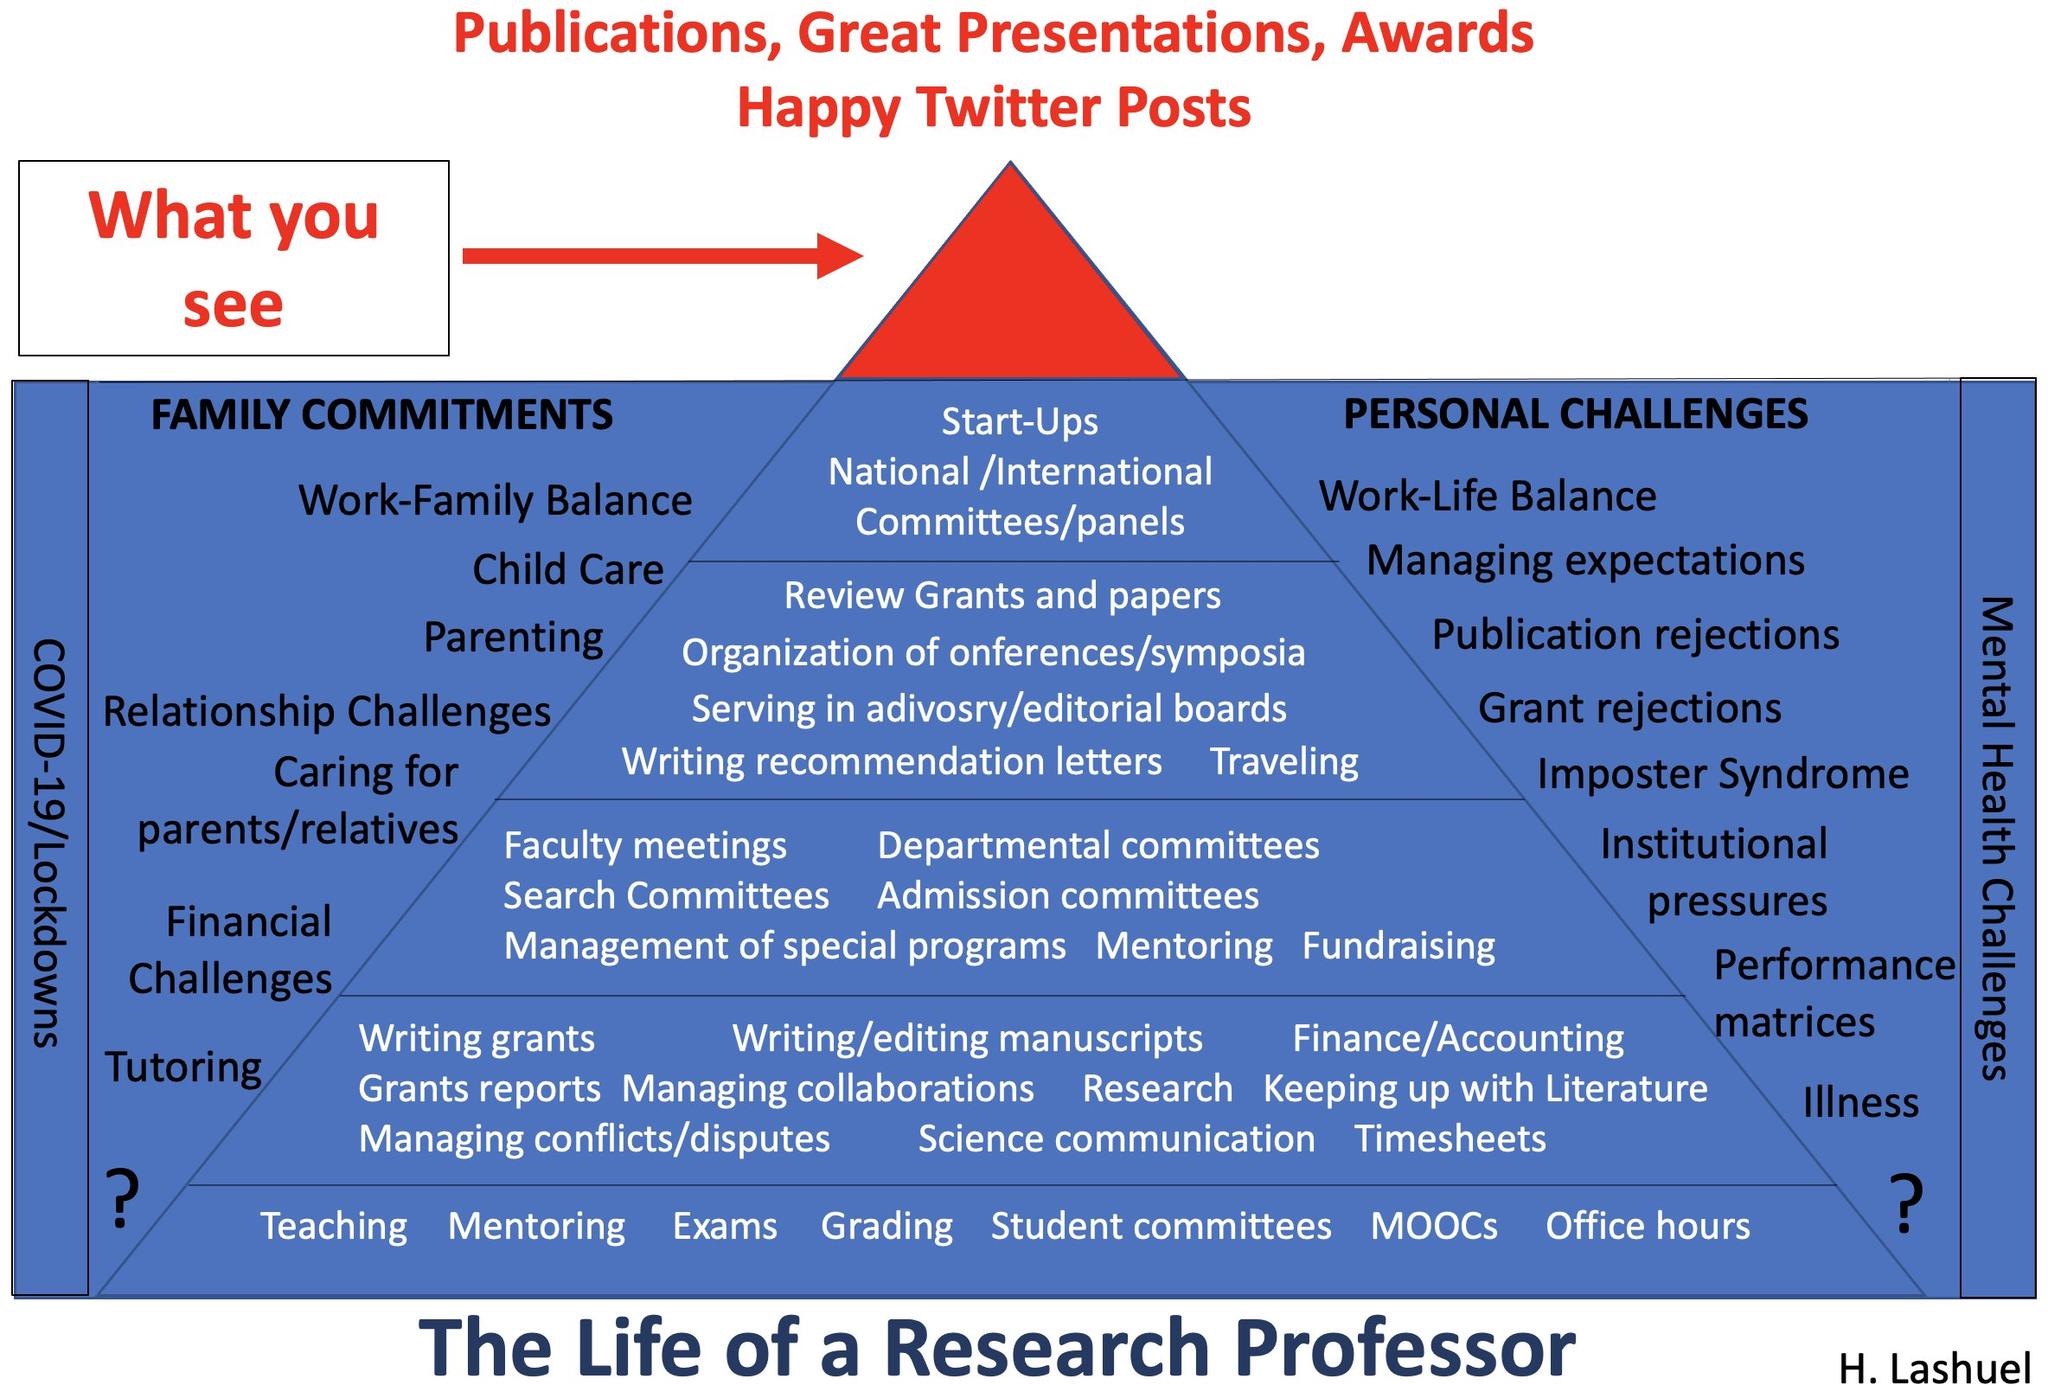 Publications, Great Presentations, Awards
Happy Twitter Posts
What you
see
FAMILY COMMITMENTS
Work-Family Balance
Child Care
Parenting
Relationship Challenges
Caring for
parents/relatives
Financial
Challenges
Tutoring
?
COVID-19/Lockdowns
Start-Ups
National /International
Committees/panels
Review Grants and papers
Organization of onferences/symposia
Serving in adivosry/editorial boards
Writing recommendation letters Traveling
Faculty meetings Departmental committees
Search Committees Admission committees
Management of special programs Mentoring Fundraising
Writing grants Writing/editing manuscripts Finance/Accounting
Grants reports Managing collaborations Research Keeping up with Literature
Managing conflicts/disputes Science communication Timesheets
Teaching Mentoring Exams Grading Student committees MOOCs Office hours
PERSONAL CHALLENGES
Work-Life Balance
Managing expectations
Publication rejections
Grant rejections
Imposter Syndrome
Institutional
pressures
Performance
matrices
Illness
?
Mental Health Challenges
The Life of a Research Professor
H. Lashuel